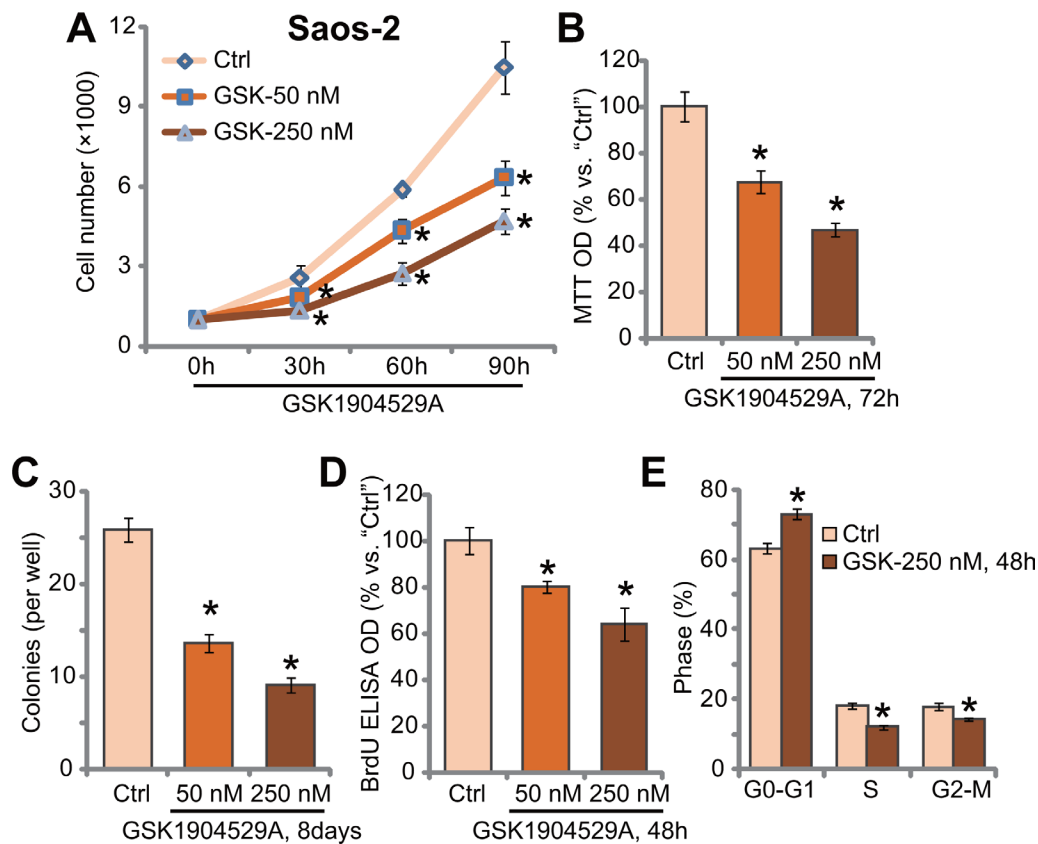 A
Saos-2
Cell number (×1000)
12
9
6
3
0
Ctrl
GSK-50 nM
GSK-250 nM
*
*
*
*
*
*
0h 30h 60h 90h
GSK1904529A
B
MTT OD (% vs. “Ctrl”)
120
100
80
60
40
20
0
*
*
Ctrl 50 nM 250 nM
GSK1904529A, 72h
C
Colonies (per well)
30
20
10
0
*
*
Ctrl 50 nM 250 nM
GSK1904529A, 8days
D
BrdU ELISA OD (% vs. “Ctrl”)
120
100
80
60
40
20
0
*
*
Ctrl 50 nM 250 nM
GSK1904529A, 48h
E
Phase (%)
80
60
40
20
0
*
*
*
Ctrl
GSK-250 nM, 48h
G0-G1 S G2-M